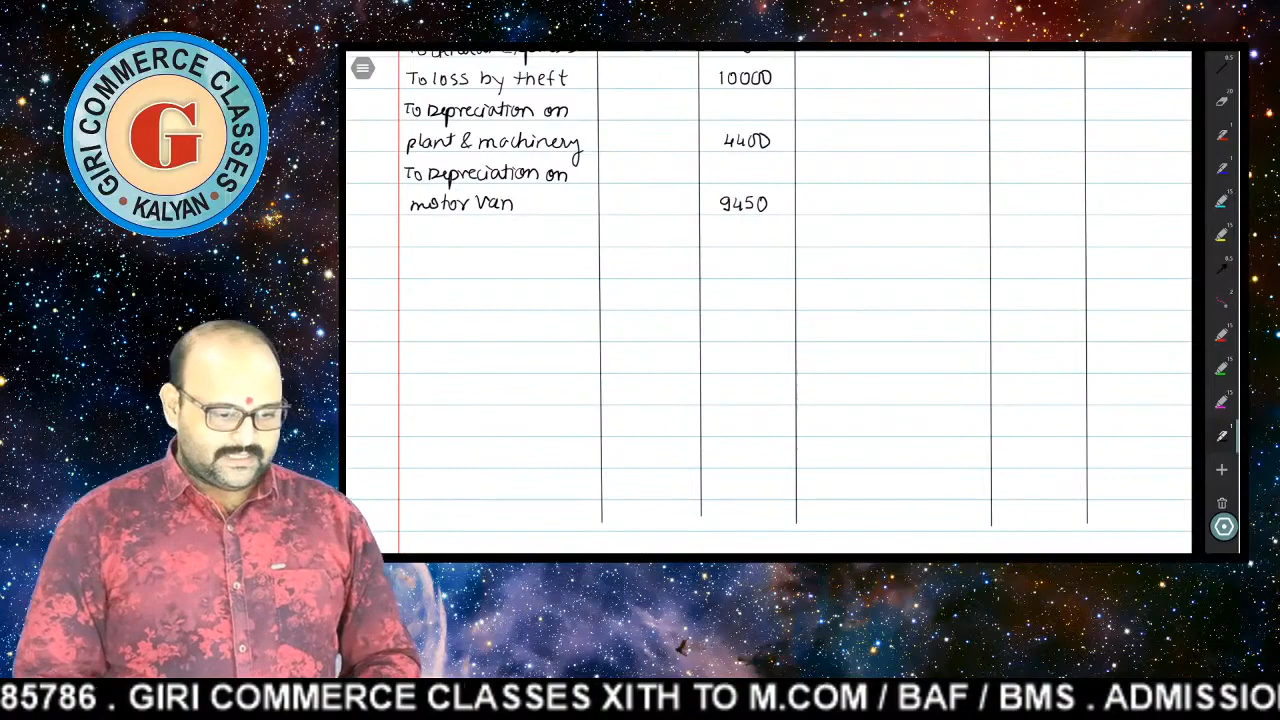 GIRI COMMERCE CLASSES
G
• KALYAN •
To loss by theft 10000
To Depreciation on
plant & machinery 4400
To Depreciation on
motor Van 9450
85786 . GIRI COMMERCE CLASSES XITH TO M.COM / BAF / BMS . ADMISSIO